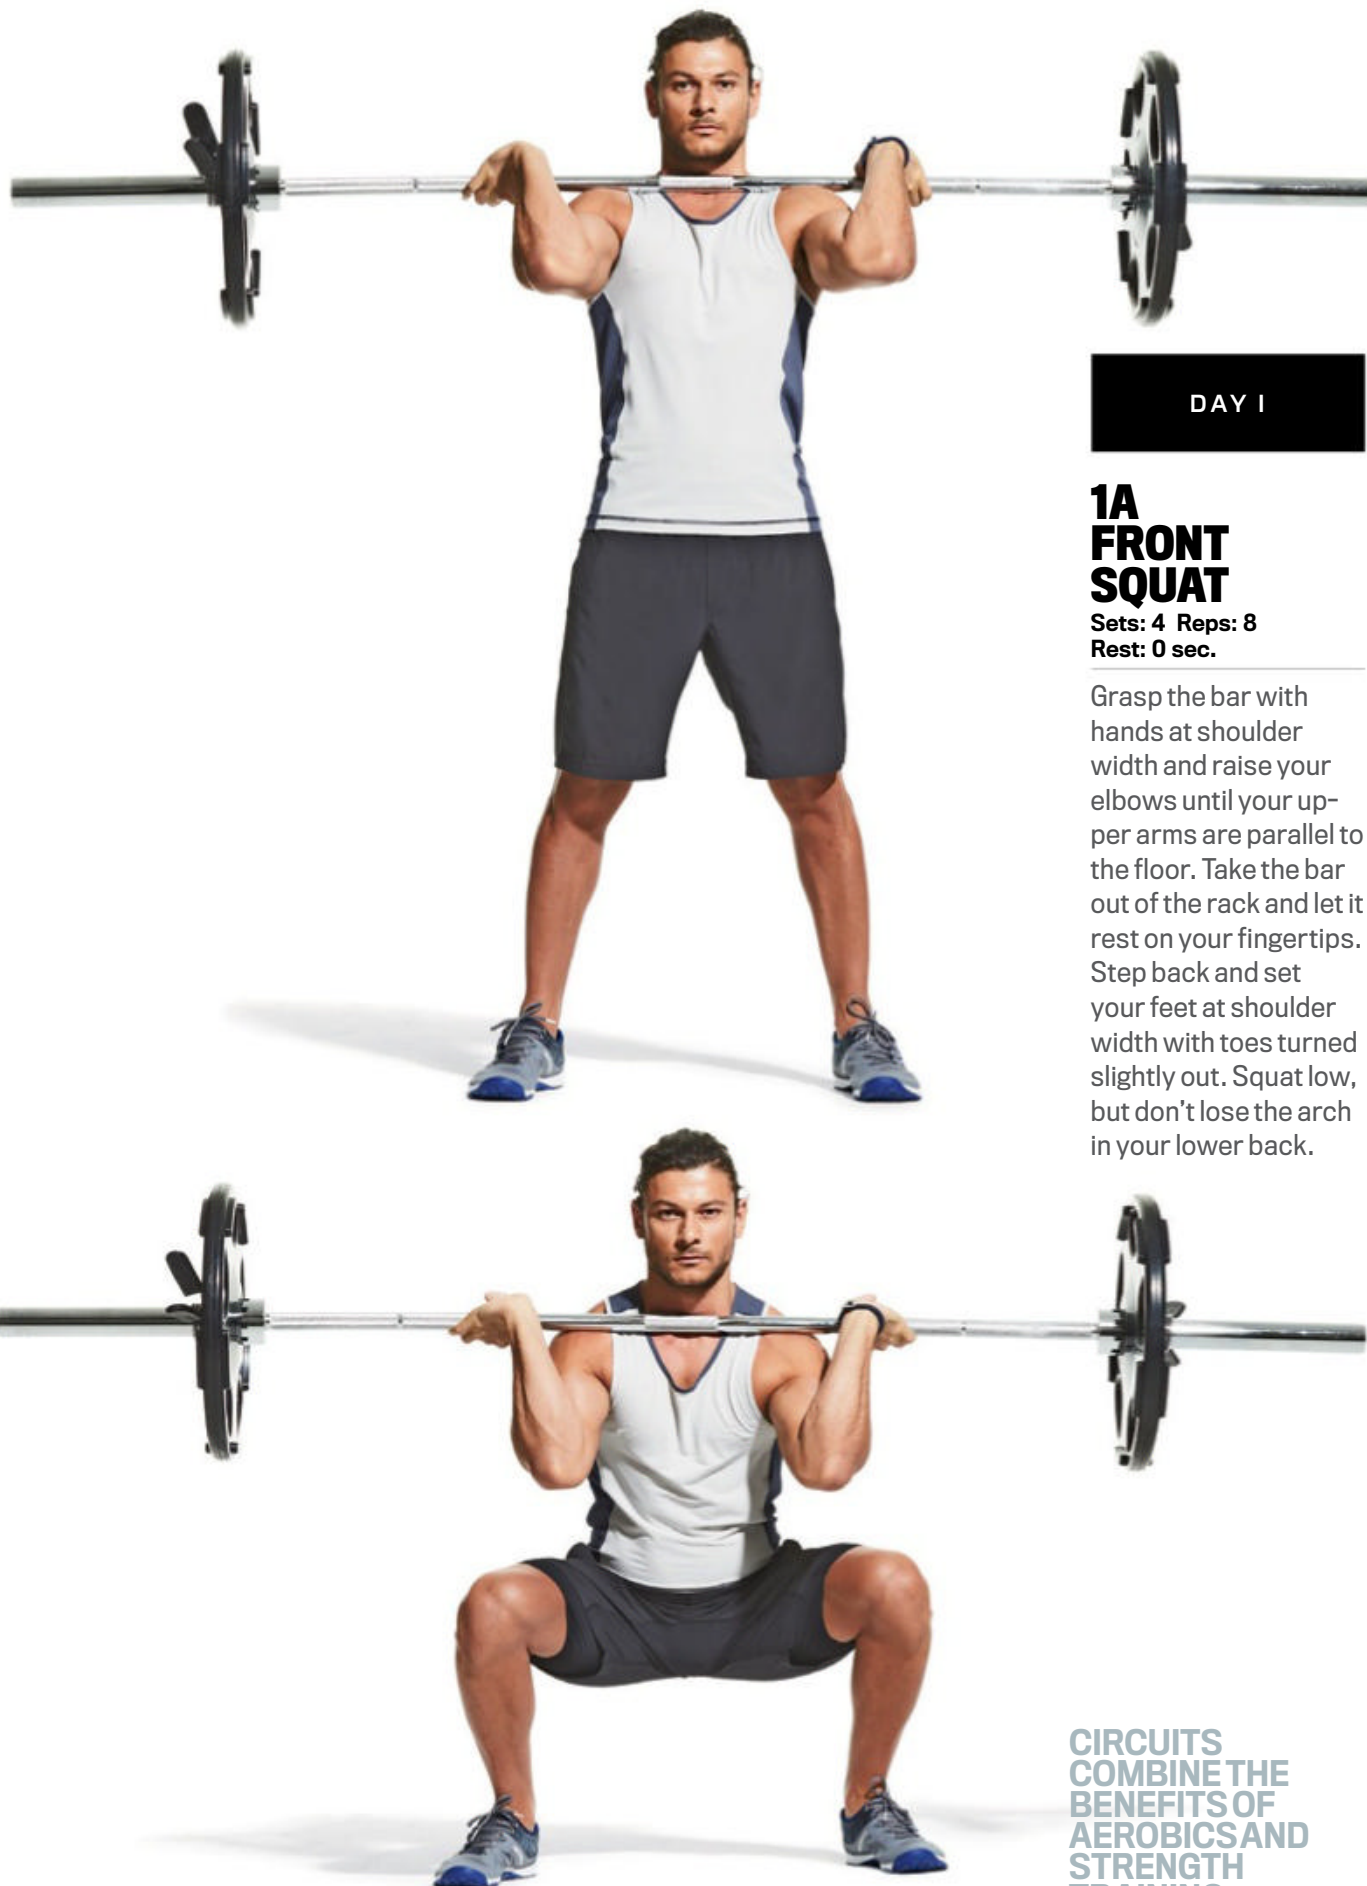 DAY I
1A
FRONT
SQUAT
Sets: 4 Reps: 8
Rest: 0 sec.
Grasp the bar with
hands at shoulder
width and raise your
elbows until your up-
per arms are parallel to
the floor. Take the bar
out of the rack and let it
rest on your fingertips.
Step back and set
your feet at shoulder
width with toes turned
slightly out. Squat low,
but don't lose the arch
in your lower back.
CIRCUITS
COMBINE THE
BENEFITS OF
AEROBICS AND
STRENGTH